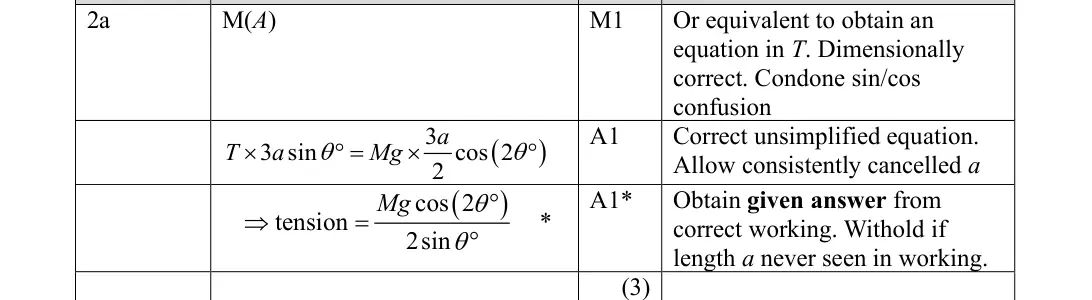 2a M(A) M1 Or equivalent to obtain an
equation in T. Dimensionally
correct. Condone sin/cos
confusion
T × 3a sin θ° = Mg × 3a/2 cos(2θ°) A1 Correct unsimplified equation.
Allow consistently cancelled a
⇒ tension = Mg cos(2θ°) / 2 sin θ° * A1* Obtain given answer from
correct working. Withold if
length a never seen in working.
(3)